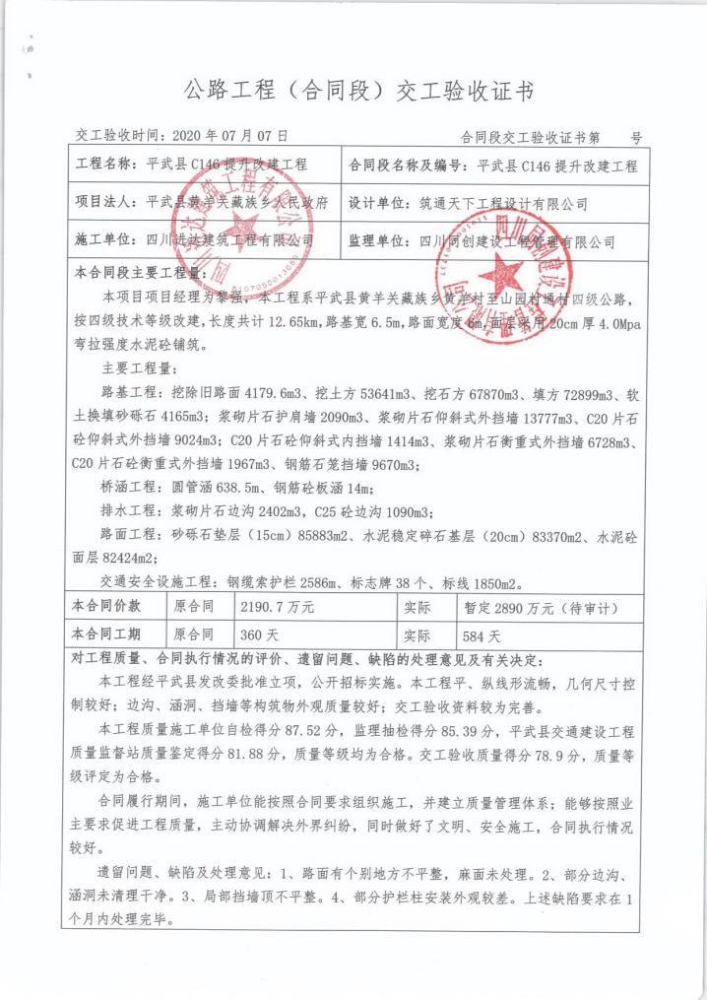 公路工程（合同段）交工验收证书
交工验收时间：2020 年 07 月 07 日 合同段交工验收证书第 号
工程名称：平武县 C146 提升改建工程 合同段名称及编号：平武县 C146 提升改建工程
项目法人：平武县黄羊关藏族乡人民政府 设计单位：筑通天下工程设计有限公司
施工单位：四川进达建筑工程有限公司 监理单位：四川同创建设工程管理有限公司
本合同段主要工程量：
本项目项目经理为黎强，本工程系平武县黄羊关藏族乡黄羊村至山园村通村四级公路，
按四级技术等级改建，长度共计 12.65km，路基宽 6.5m，路面宽度 6m，面层采用 20cm 厚 4.0Mpa
弯拉强度水泥砼铺筑。
主要工程量：
路基工程：挖除旧路面 4179.6m3、挖土方 53641m3、挖石方 67870m3、填方 72899m3、软
土换填砂砾石 4165m3；浆砌片石护肩墙 2090m3、浆砌片石仰斜式外挡墙 13777m3、C20 片石
砼仰斜式外挡墙 9024m3；C20 片石砼仰斜式内挡墙 1414m3、浆砌片石衡重式外挡墙 6728m3、
C20 片石砼衡重式外挡墙 1967m3、钢筋石笼挡墙 9670m3；
桥涵工程：圆管涵 638.5m、钢筋砼板涵 14m；
排水工程：浆砌片石边沟 2402m3，C25 砼边沟 1090m3；
路面工程：砂砾石垫层（15cm）85883m2、水泥稳定碎石基层（20cm）83370m2、水泥砼
面层 82424m2；
交通安全设施工程：钢缆索护栏 2586m、标志牌 38 个、标线 1850m2。
本合同价款 原合同 2190.7 万元 实际 暂定 2890 万元（待审计）
本合同工期 原合同 360 天 实际 584 天
对工程质量、合同执行情况的评价、遗留问题、缺陷的处理意见及有关决定：
本工程经平武县发改委批准立项，公开招标实施。本工程平、纵线形流畅，几何尺寸控
制较好；边沟、涵洞、挡墙等构筑物外观质量较好；交工验收资料较为完善。
本工程质量施工单位自检得分 87.52 分，监理抽检得分 85.39 分，平武县交通建设工程
质量监督站质量鉴定得分 81.88 分，质量等级均为合格。交工验收质量得分 78.9 分，质量等
级评定为合格。
合同履行期间，施工单位能按照合同要求组织施工，并建立质量管理体系；能够按照业
主要求促进工程质量，主动协调解决外界纠纷，同时做好了文明、安全施工，合同执行情况
较好。
遗留问题、缺陷及处理意见：1、路面有个别地方不平整，麻面未处理。2、部分边沟、
涵洞未清理干净。3、局部挡墙顶不平整。4、部分护栏柱安装外观较差。上述缺陷要求在 1
个月内处理完毕。
四川进达建筑工程有限公司
5107050013059
四川同创建设工程管理有限公司